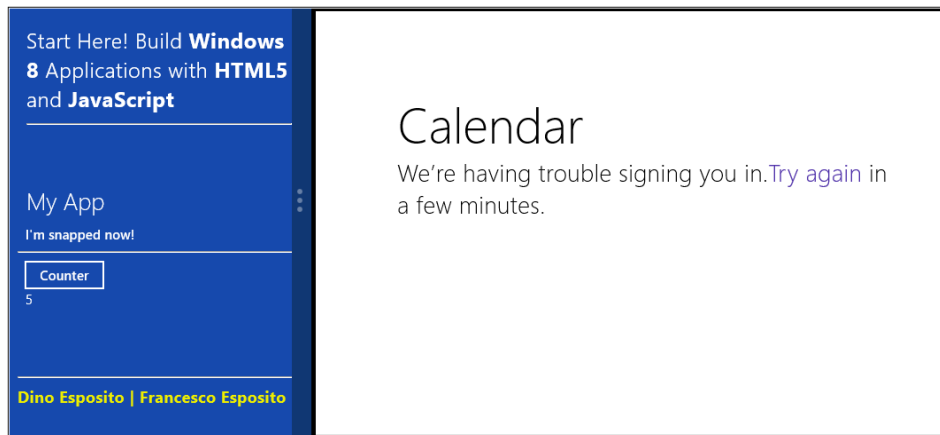 Start Here! Build Windows
8 Applications with HTML5
and JavaScript
My App
I'm snapped now!
Counter
5
Dino Esposito | Francesco Esposito
Calendar
We're having trouble signing you in.Try again in
a few minutes.